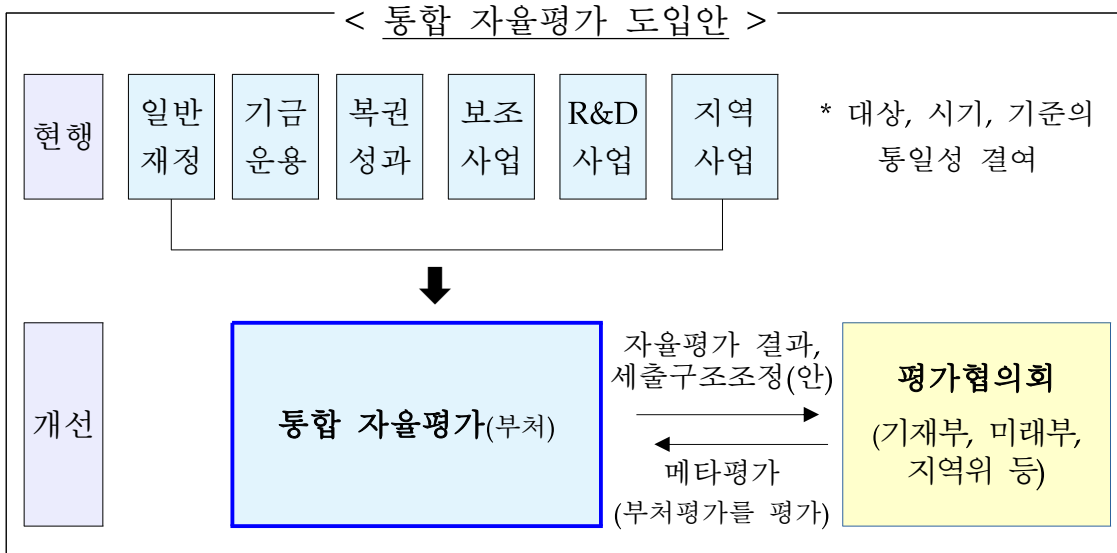 < 통합 자율평가 도입안 >
현행
일반
재정
기금
운용
복권
성과
보조
사업
R&D
사업
지역
사업
* 대상, 시기, 기준의
통일성 결여
개선
통합 자율평가(부처)
자율평가 결과,
세출구조조정(안)
메타평가
(부처평가를 평가)
평가협의회
(기재부, 미래부,
지역위 등)